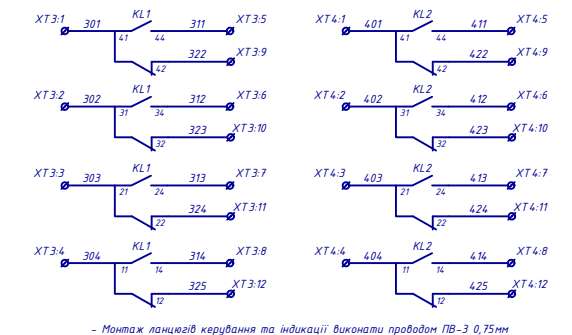 XT3:1 301 KL1 311 XT3:5
41 44
322 XT3:9
42
XT3:2 302 KL1 312 XT3:6
31 34
323 XT3:10
32
XT3:3 303 KL1 313 XT3:7
21 24
324 XT3:11
22
XT3:4 304 KL1 314 XT3:8
11 14
325 XT3:12
12
XT4:1 401 KL2 411 XT4:5
41 44
422 XT4:9
42
XT4:2 402 KL2 412 XT4:6
31 34
423 XT4:10
32
XT4:3 403 KL2 413 XT4:7
21 24
424 XT4:11
22
XT4:4 404 KL2 414 XT4:8
11 14
425 XT4:12
12
- Монтаж ланцюгів керування та індикації виконати проводом ПВ-3 0,75мм